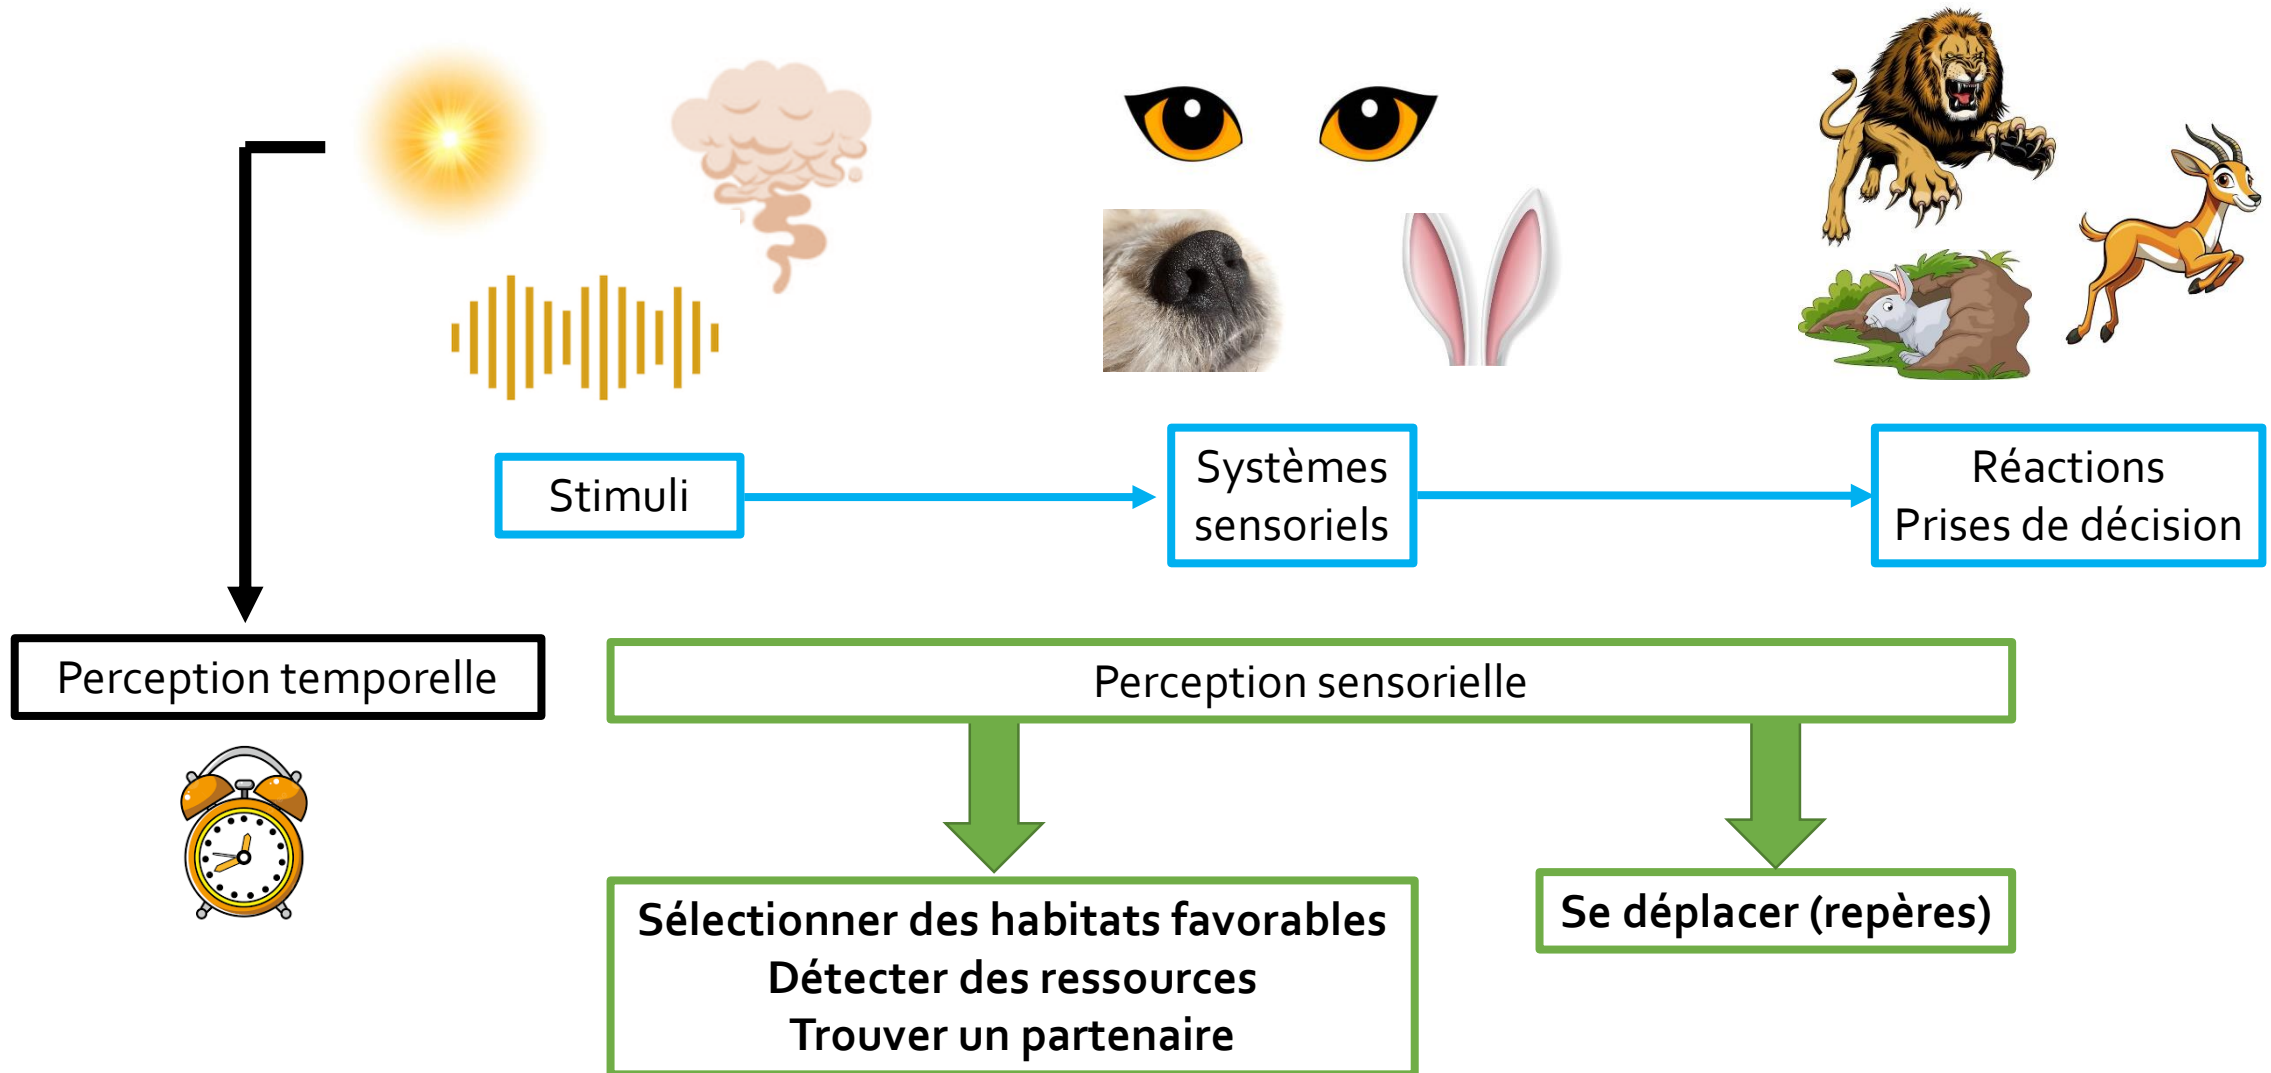 Stimuli
Systèmes
sensoriels
Réactions
Prises de décision
Perception temporelle
Perception sensorielle
Sélectionner des habitats favorables
Détecter des ressources
Trouver un partenaire
Se déplacer (repères)